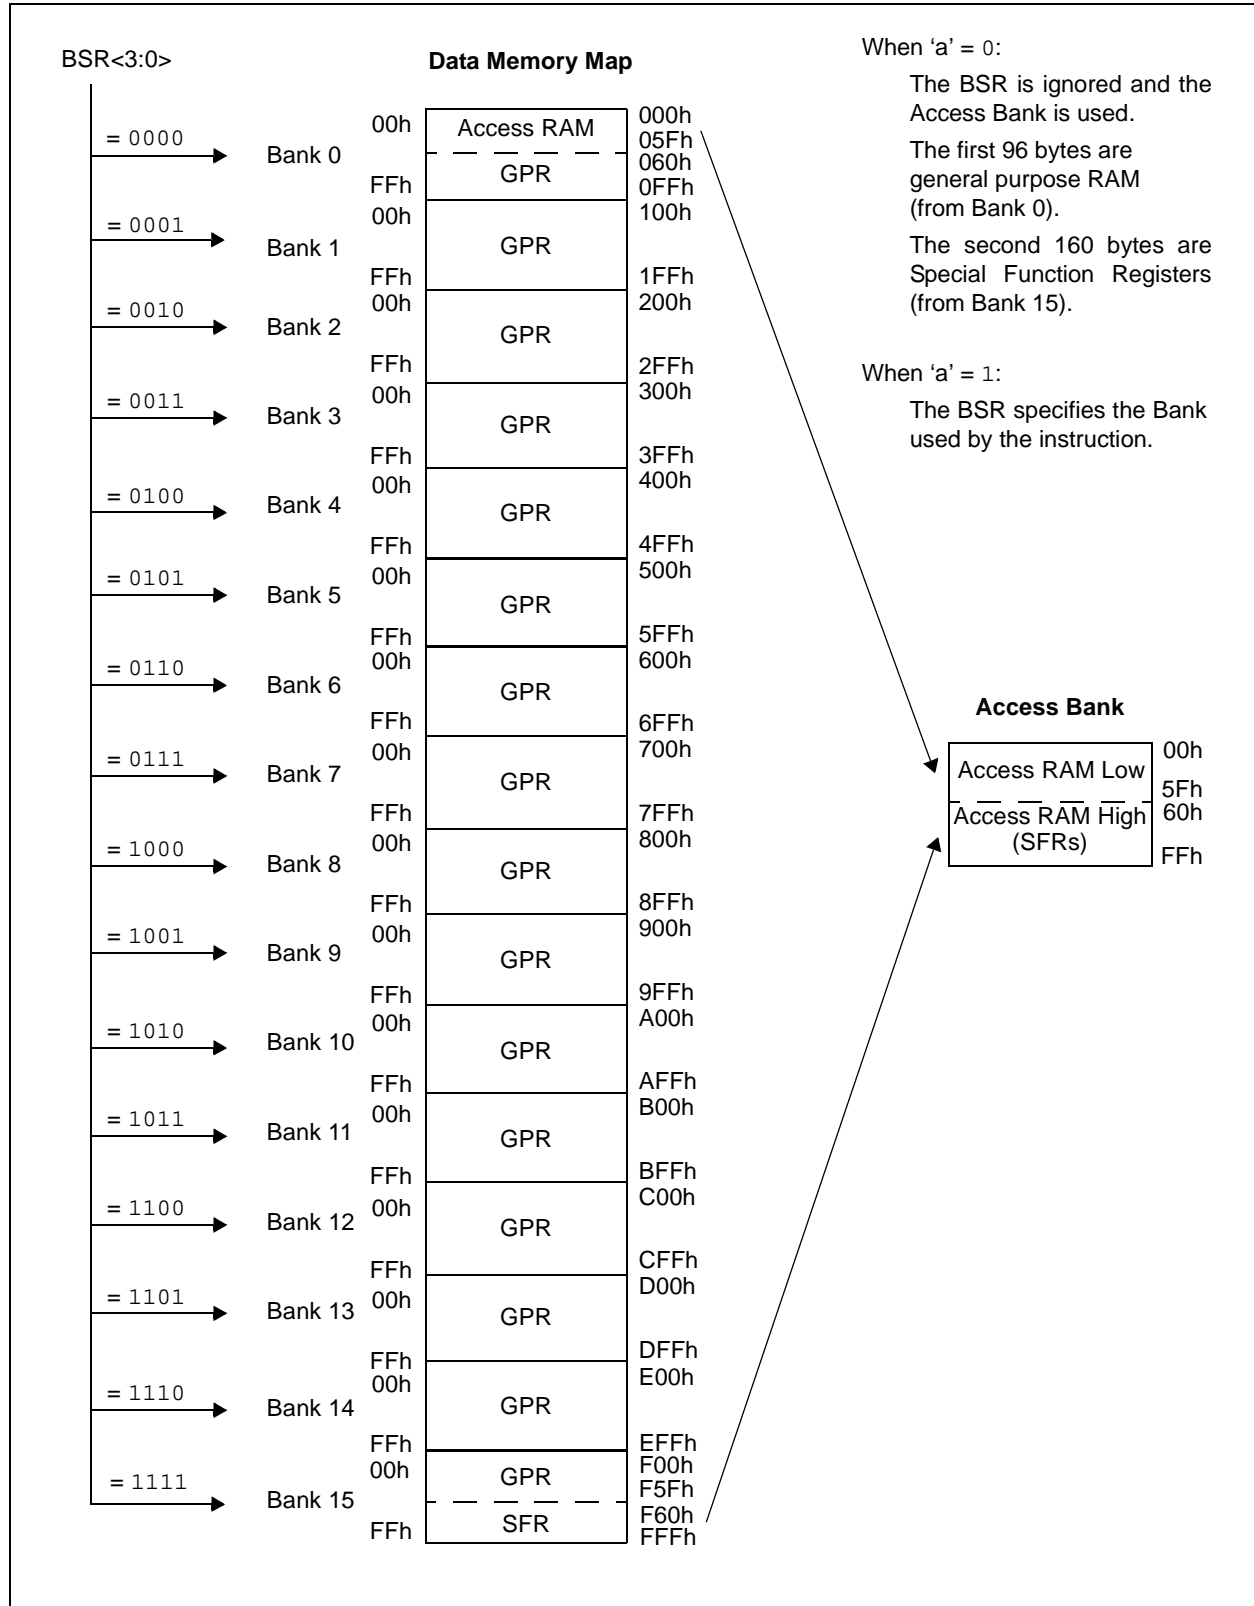 BSR<3:0>
Data Memory Map
When ‘a’ = 0:
The BSR is ignored and the
Access Bank is used.
The first 96 bytes are
general purpose RAM
(from Bank 0).
The second 160 bytes are
Special Function Registers
(from Bank 15).
When ‘a’ = 1:
The BSR specifies the Bank
used by the instruction.
= 0000
Bank 0
00h
Access RAM
000h
05Fh
GPR
060h
FFh
0FFh
= 0001
Bank 1
00h
GPR
100h
FFh
1FFh
= 0010
Bank 2
00h
GPR
200h
FFh
2FFh
= 0011
Bank 3
00h
GPR
300h
FFh
3FFh
= 0100
Bank 4
00h
GPR
400h
FFh
4FFh
= 0101
Bank 5
00h
GPR
500h
FFh
5FFh
= 0110
Bank 6
00h
GPR
600h
FFh
6FFh
= 0111
Bank 7
00h
GPR
700h
FFh
7FFh
= 1000
Bank 8
00h
GPR
800h
FFh
8FFh
= 1001
Bank 9
00h
GPR
900h
FFh
9FFh
= 1010
Bank 10
00h
GPR
A00h
FFh
AFFh
= 1011
Bank 11
00h
GPR
B00h
FFh
BFFh
= 1100
Bank 12
00h
GPR
C00h
FFh
CFFh
= 1101
Bank 13
00h
GPR
D00h
FFh
DFFh
= 1110
Bank 14
00h
GPR
E00h
FFh
EFFh
= 1111
Bank 15
00h
GPR
F00h
F5Fh
SFR
F60h
FFh
FFFh
Access Bank
Access RAM Low
00h
5Fh
Access RAM High
(SFRs)
60h
FFh